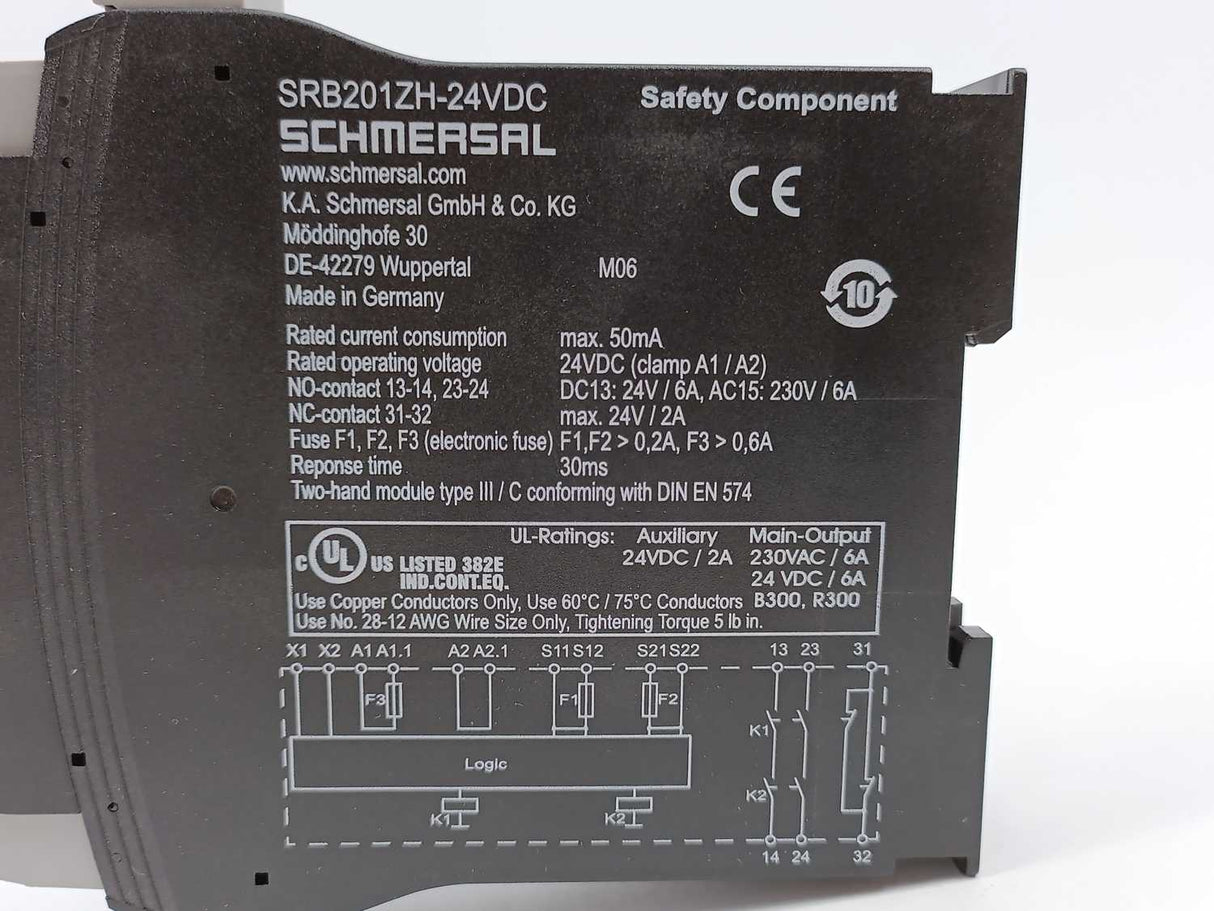 SRB201ZH-24VDC Safety Component
SCHMERSAL
www.schmersal.com
CE
K.A. Schmersal GmbH & Co. KG
Möddinghofe 30
DE-42279 Wuppertal M06
Made in Germany
10
Rated current consumption max. 50mA
Rated operating voltage 24VDC (clamp A1 / A2)
NO-contact 13-14, 23-24 DC13: 24V / 6A, AC15: 230V / 6A
NC-contact 31-32 max. 24V / 2A
Fuse F1, F2, F3 (electronic fuse) F1,F2 > 0,2A, F3 > 0,6A
Reponse time 30ms
Two-hand module type III / C conforming with DIN EN 574
UL-Ratings: Auxiliary Main-Output
24VDC / 2A 230VAC / 6A
c UL US LISTED 382E 24 VDC / 6A
IND.CONT.EQ.
Use Copper Conductors Only, Use 60°C / 75°C Conductors B300, R300
Use No. 28-12 AWG Wire Size Only, Tightening Torque 5 lb in.
X1 X2 A1 A1.1 A2 A2.1 S11 S12 S21 S22 13 23 31
F3 F1 F2
K1
Logic
K2
K1 K2
14 24 32